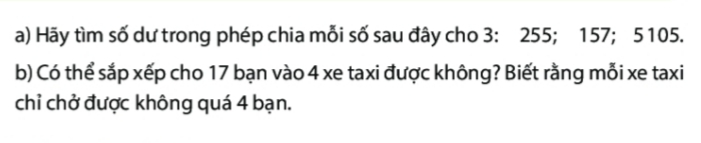 a) Hãy tìm số dư trong phép chia mỗi số sau đây cho 3: 255; 157; 5105.
b) Có thể sắp xếp cho 17 bạn vào 4 xe taxi được không? Biết rằng mỗi xe taxi
chỉ chở được không quá 4 bạn.